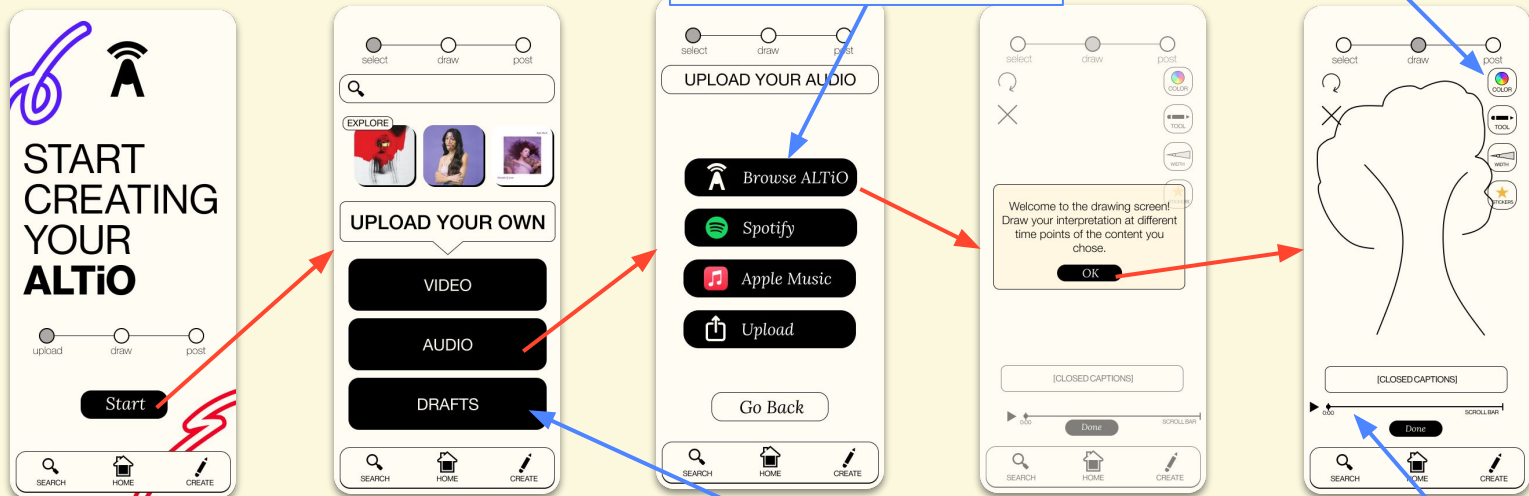 START
CREATING
YOUR
ALTiO
upload draw post
Start
SEARCH HOME CREATE
select draw post
EXPLORE
UPLOAD YOUR OWN
VIDEO
AUDIO
DRAFTS
SEARCH HOME CREATE
select draw post
UPLOAD YOUR AUDIO
Browse ALTiO
Spotify
Apple Music
Upload
Go Back
SEARCH HOME CREATE
select draw post
COLOR
TOOL
WIDTH
STICKERS
Welcome to the drawing screen!
Draw your interpretation at different
time points of the content you
chose.
OK
[CLOSED CAPTIONS]
0:00 SCROLL BAR
Done
SEARCH HOME CREATE
select draw post
COLOR
TOOL
WIDTH
STICKERS
[CLOSED CAPTIONS]
0:00 SCROLL BAR
Done
SEARCH HOME CREATE